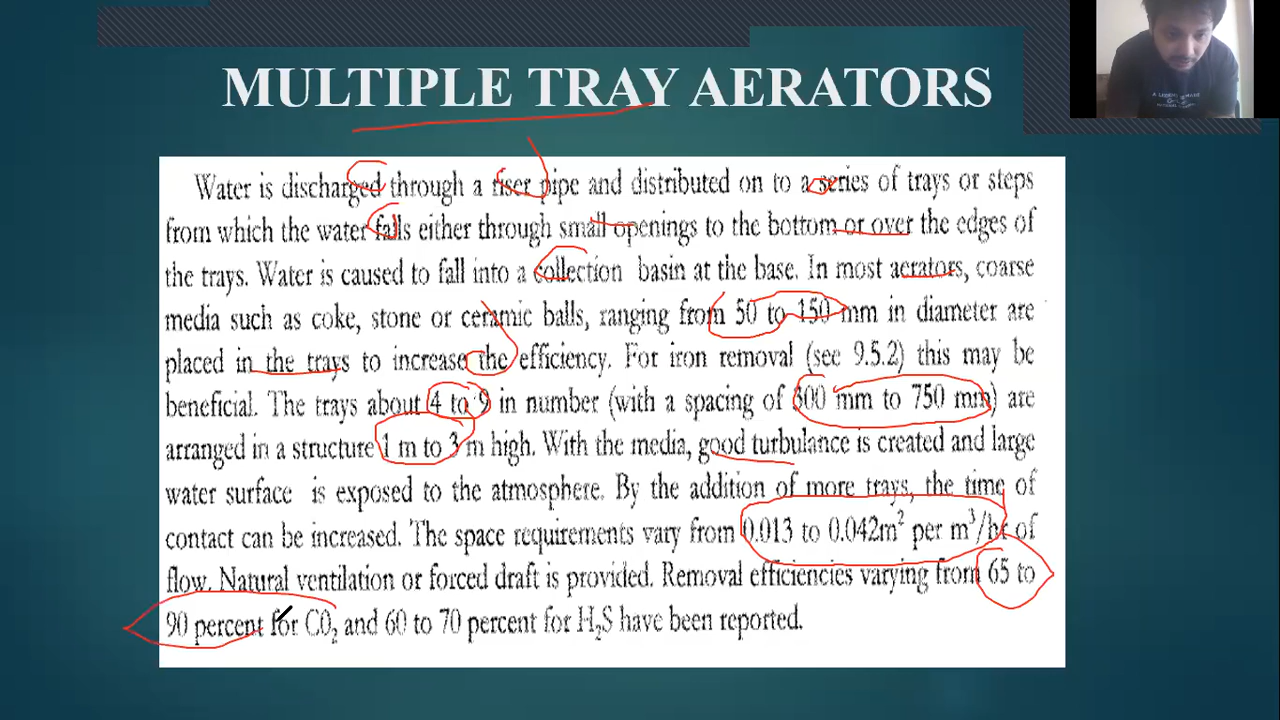 MULTIPLE TRAY AERATORS
Water is discharged through a riser pipe and distributed on to a series of trays or steps
from which the water falls either through small openings to the bottom or over the edges of
the trays. Water is caused to fall into a collection basin at the base. In most aerators, coarse
media such as coke, stone or ceramic balls, ranging from 50 to 150 mm in diameter are
placed in the trays to increase the efficiency. For iron removal (see 9.5.2) this may be
beneficial. The trays about 4 to 9 in number (with a spacing of 300 mm to 750 mm) are
arranged in a structure 1 m to 3 m high. With the media, good turbulance is created and large
water surface is exposed to the atmosphere. By the addition of more trays, the time of
contact can be increased. The space requirements vary from 0.013 to 0.042m² per m³/hr of
flow. Natural ventilation or forced draft is provided. Removal efficiencies varying from 65 to
90 percent for C0₂ and 60 to 70 percent for H₂S have been reported.